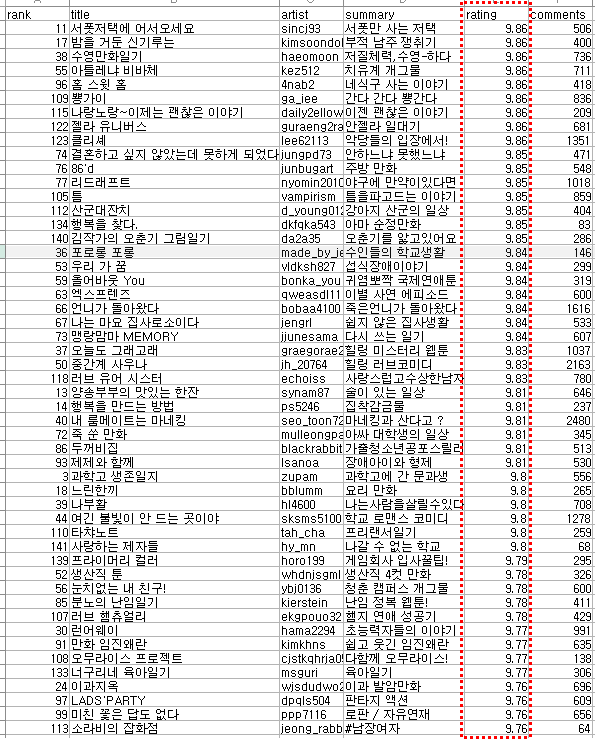 rank title artist summary rating comments
11 서풋저택에 어서오세요 sincj93 서풋만 사는 저택 9.86 506
17 밤을 거둔 신기루는 kimsoondol 부적 남주 쟁취기 9.86 400
38 수영만화일기 haeomoon 저질체력,수영-하다 9.86 736
55 아틀레냐 비바체 kez512 치유계 개그물 9.86 711
96 홈 스윗 홈 4nab2 네식구 사는 이야기 9.86 418
109 뽕가이 ga_iee 간다 간다 뿅간다 9.86 836
115 나랑노랑~이제는 괜찮은 이야기 daily2ellow 이젠 괜찮은 이야기 9.86 209
122 젤라 유니버스 guraeng2ra 안젤라 일대기 9.86 681
123 클리셰 lee62113 악당들의 입장에서! 9.86 1351
74 결혼하고 싶지 않았는데 못하게 되었다 jungpd73 안하느냐 못했느냐 9.85 471
76 86'd junbugart 주방 만화 9.85 548
77 리드래프트 nyomin2010 야구에 만약이있다면 9.85 1018
105 틈 vampirism 틈을파고드는 이야기 9.85 859
112 산군대잔치 d_young012 강아지 산군의 일상 9.85 404
134 행복을 찾다. dkfqka543 아마 순정만화 9.85 83
140 김작가의 오춘기 그림일기 da2a35 오춘기를 앓고있어요 9.85 286
36 포로롱 포롱 made_by_je 수인들의 학교생활 9.84 146
53 우리 가 꿈 vldksh827 섭식장애이야기 9.84 299
59 을어바웃 You bonka_you 귀염뽀짝 국제연애툰 9.84 319
63 엑스프렌즈 qweasdl11 이별 사연 에피소드 9.84 600
66 언니가 돌아왔다 bobaa4100 죽은언니가 돌아왔다 9.84 1616
67 나는 마요 집사로소이다 jengrl 쉽지 않은 집사생활 9.84 533
73 맹랑맘마 MEMORY jjunesama 다시 쓰는 일기 9.84 607
37 오늘도 그래고래 graegorae2 힐링 미스터리 웹툰 9.83 1037
50 중간계 사우나 jh_20764 힐링 러브코미디 9.83 2163
118 러브 유어 시스터 echoiss 사랑스럽고수상한남자 9.83 780
13 양송부부의 맛있는 한잔 synam87 술이 있는 일상 9.81 646
14 행복을 만드는 방법 ps5246 집착감금물 9.81 237
40 내 룸메이트는 마네킹 seo_toon72 마네킹과 산다고 ? 9.81 2480
72 죽 쑨 만화 mulleongpa 아싸 대학생의 일상 9.81 345
86 두꺼비집 blackrabbit 가출청소년공포스릴러 9.81 513
93 제제와 함께 lsanoa 장애아이와 형제 9.81 530
3 과학고 생존일지 zupam 과학고에 간 문과생 9.8 556
18 느린한끼 bblumm 요리 만화 9.8 265
39 나부활 hl4600 나는사람을살릴수있다 9.8 708
44 여긴 불빛이 안 드는 곳이야 sksms5100 학교 로맨스 코미디 9.8 1278
110 타챠노트 tah_cha 프리랜서일기 9.8 259
141 사랑하는 제자들 hy_mn 나갈 수 없는 학교 9.8 68
139 프라이머리 컬러 horo199 게임회사 입사꿀팁! 9.79 295
52 생산직 툰 whdnjsgml 생산직 4컷 만화 9.78 326
56 눈치없는 내 친구! ybj0136 청춘 캠퍼스 개그물 9.78 600
85 분노의 난임일기 kierstein 난임 정복 웹툰! 9.78 411
107 러브 헬츄얼리 ekgpouo32 헬지 연애 성공기 9.78 429
30 런어웨이 hama2294 초능력자들의 이야기 9.77 991
91 만화 임진왜란 kimkhns 쉽고 웃긴 임진왜란 9.77 635
108 오무라이스 프로젝트 cjstkqhrja0 다함께 오무라이스! 9.77 138
133 너구리네 육아일기 msguri 육아일기 9.77 306
24 이과지옥 wjsdudwo2 이과 발암만화 9.76 696
97 LADS'PARTY dpqls504 판타지 액션 9.76 609
99 미친 꽃은 답도 없다 ppp7116 로판 / 자유연재 9.76 656
113 소라비의 잡화점 jeong_rabb #남장여자 9.76 64